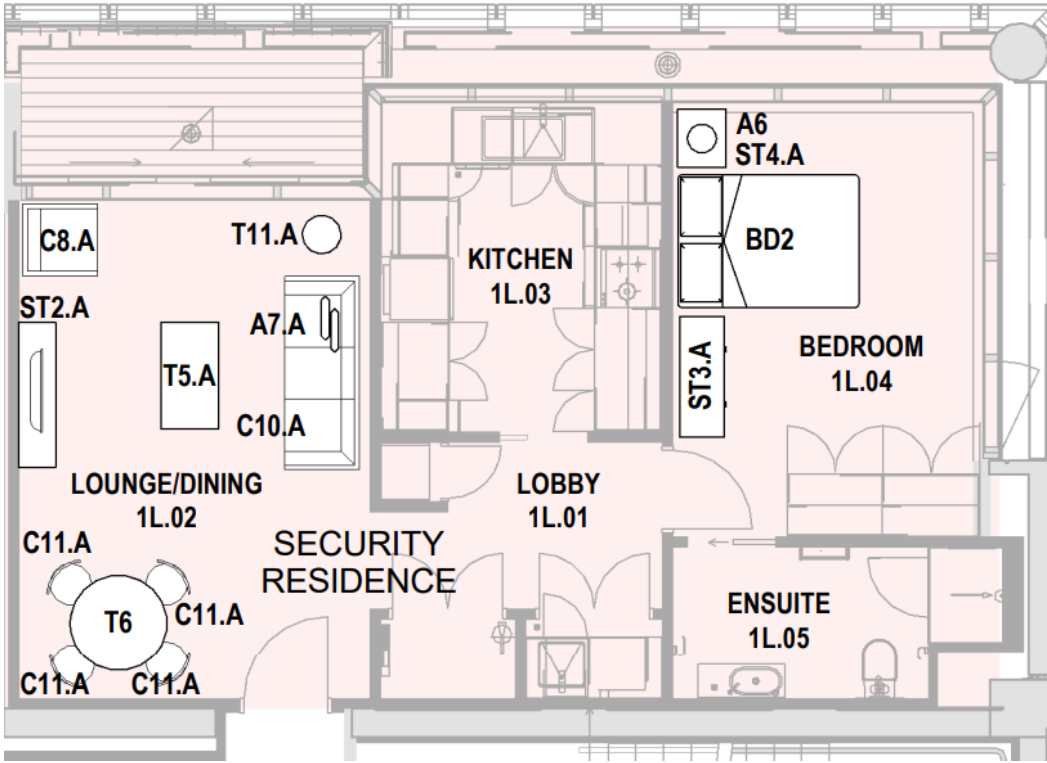 A6
ST4.A
C8.A
T11.A
BD2
KITCHEN
1L.03
ST2.A
A7.A
T5.A
ST3.A
BEDROOM
1L.04
C10.A
LOUNGE/DINING
1L.02
LOBBY
1L.01
SECURITY
RESIDENCE
C11.A
T6
C11.A
C11.A
C11.A
ENSUITE
1L.05